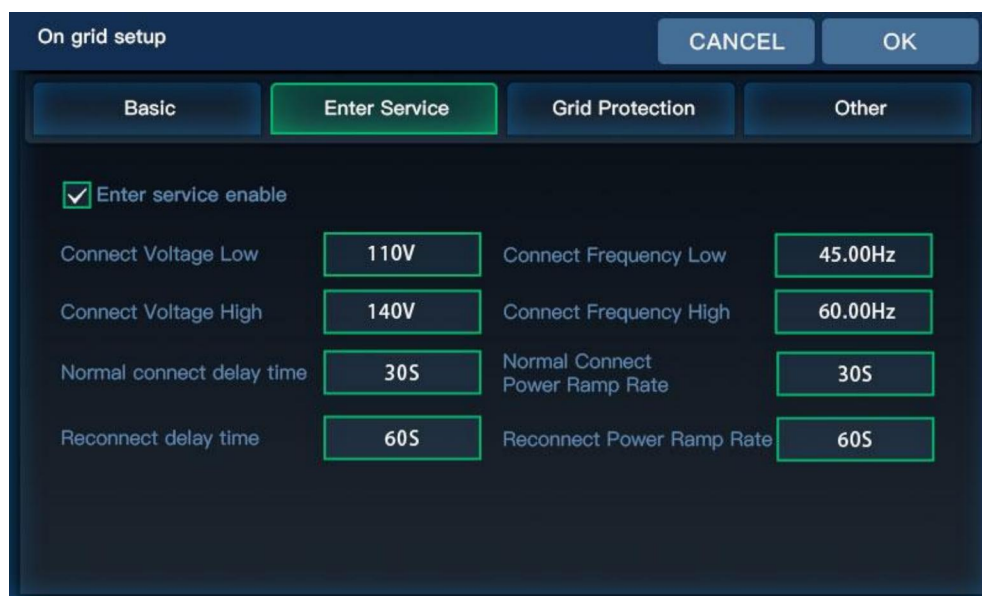 On grid setup
CANCEL
OK
Basic
Enter Service
Grid Protection
Other
Enter service enable
Connect Voltage Low
110V
Connect Frequency Low
45.00Hz
Connect Voltage High
140V
Connect Frequency High
60.00Hz
Normal connect delay time
30S
Normal Connect
Power Ramp Rate
30S
Reconnect delay time
60S
Reconnect Power Ramp Rate
60S